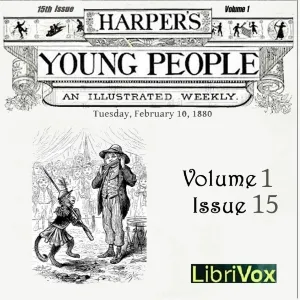 15th Issue
Volume 1
HARPER'S
YOUNG PEOPLE
AN ILLUSTRATED WEEKLY.
Tuesday, February 10, 1880
Volume 1
Issue 15
LibriVox